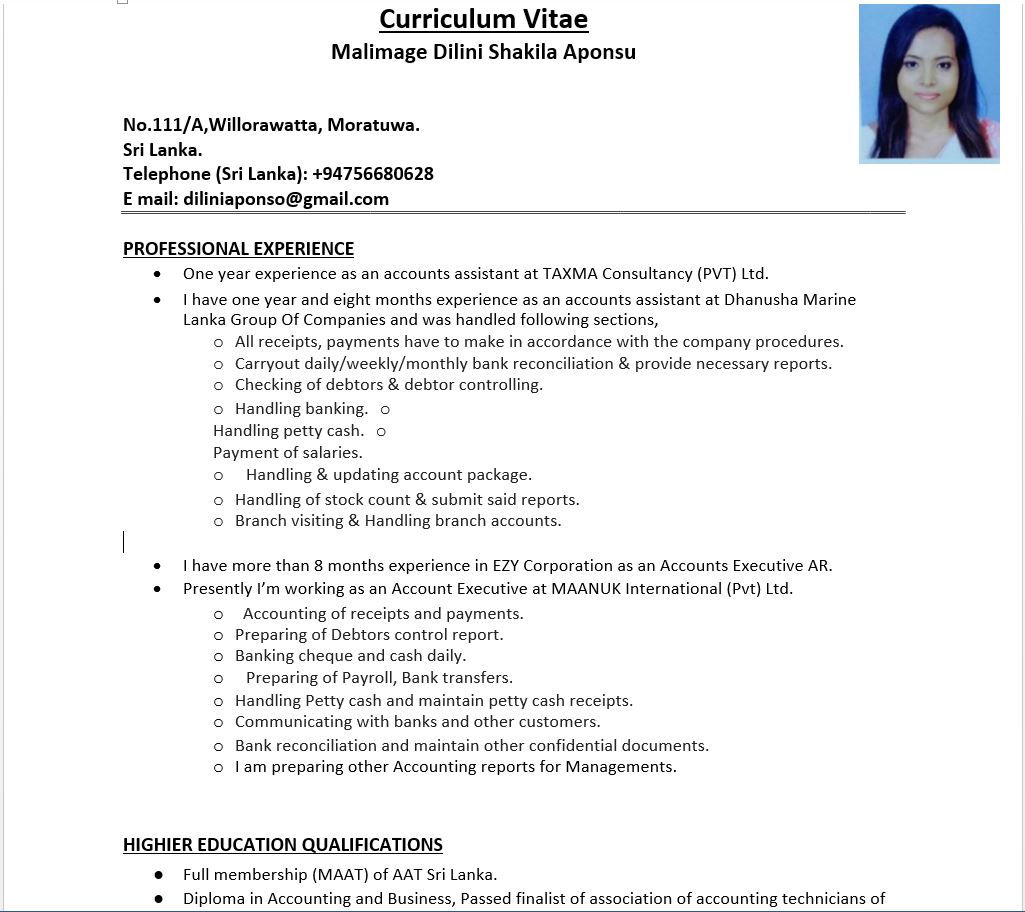 Curriculum Vitae
Malimage Dilini Shakila Aponsu
No.111/A,Willorawatta, Moratuwa.
Sri Lanka.
Telephone (Sri Lanka): +94756680628
E mail: diliniaponso@gmail.com
PROFESSIONAL EXPERIENCE
• One year experience as an accounts assistant at TAXMA Consultancy (PVT) Ltd.
• I have one year and eight months experience as an accounts assistant at Dhanusha Marine
Lanka Group Of Companies and was handled following sections,
o All receipts, payments have to make in accordance with the company procedures.
o Carryout daily/weekly/monthly bank reconciliation & provide necessary reports.
o Checking of debtors & debtor controlling.
o Handling banking. o
Handling petty cash. o
Payment of salaries.
o Handling & updating account package.
o Handling of stock count & submit said reports.
o Branch visiting & Handling branch accounts.
• I have more than 8 months experience in EZY Corporation as an Accounts Executive AR.
• Presently I'm working as an Account Executive at MAANUK International (Pvt) Ltd.
o Accounting of receipts and payments.
o Preparing of Debtors control report.
o Banking cheque and cash daily.
o Preparing of Payroll, Bank transfers.
o Handling Petty cash and maintain petty cash receipts.
o Communicating with banks and other customers.
o Bank reconciliation and maintain other confidential documents.
o I am preparing other Accounting reports for Managements.
HIGHIER EDUCATION QUALIFICATIONS
• Full membership (MAAT) of AAT Sri Lanka.
• Diploma in Accounting and Business, Passed finalist of association of accounting technicians of